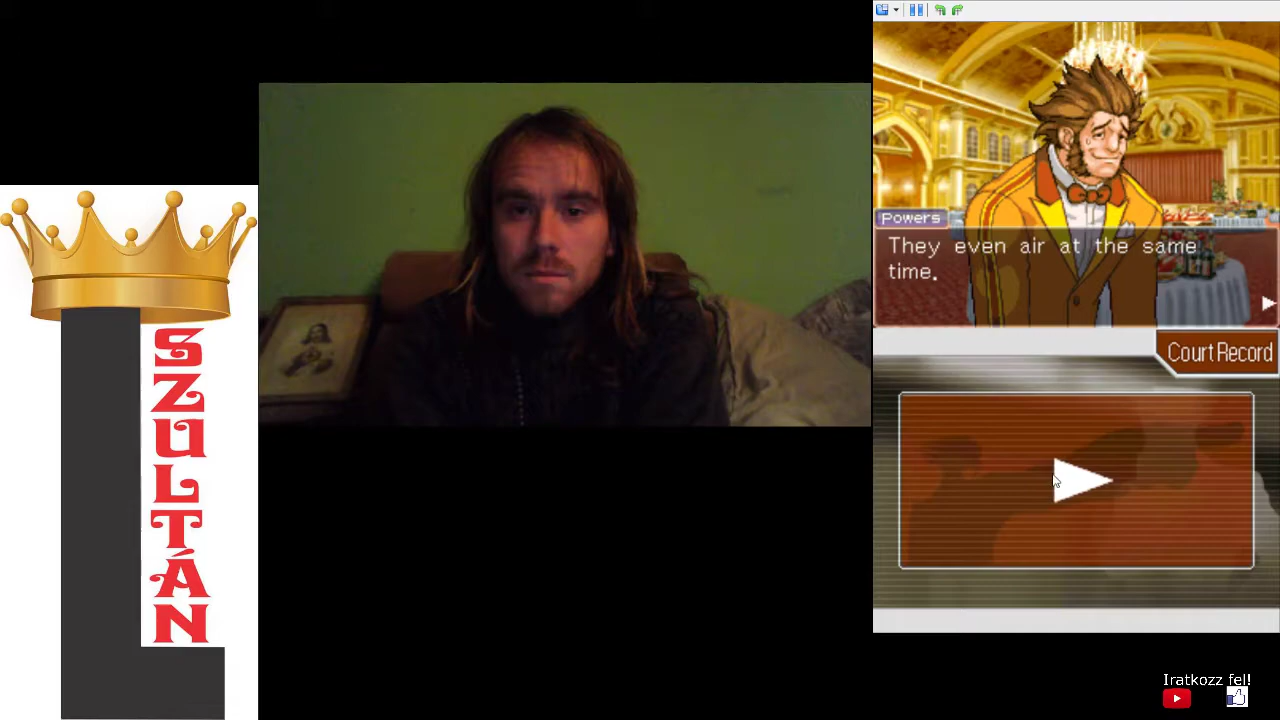 L
SZULTÁN
Powers
They even air at the same
time.
Court Record
Iratkozz fel!